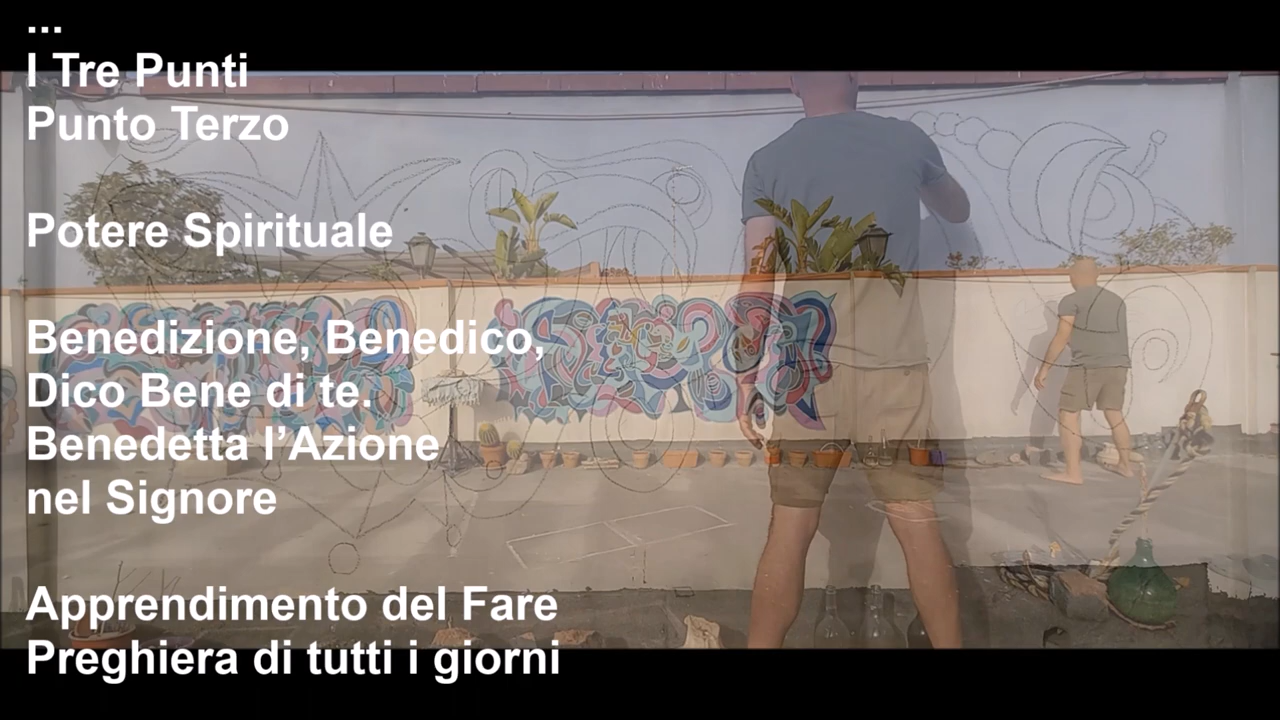 ...
I Tre Punti
Punto Terzo
Potere Spirituale
Benedizione, Benedico,
Dico Bene di te.
Benedetta l’Azione
nel Signore
Apprendimento del Fare
Preghiera di tutti i giorni